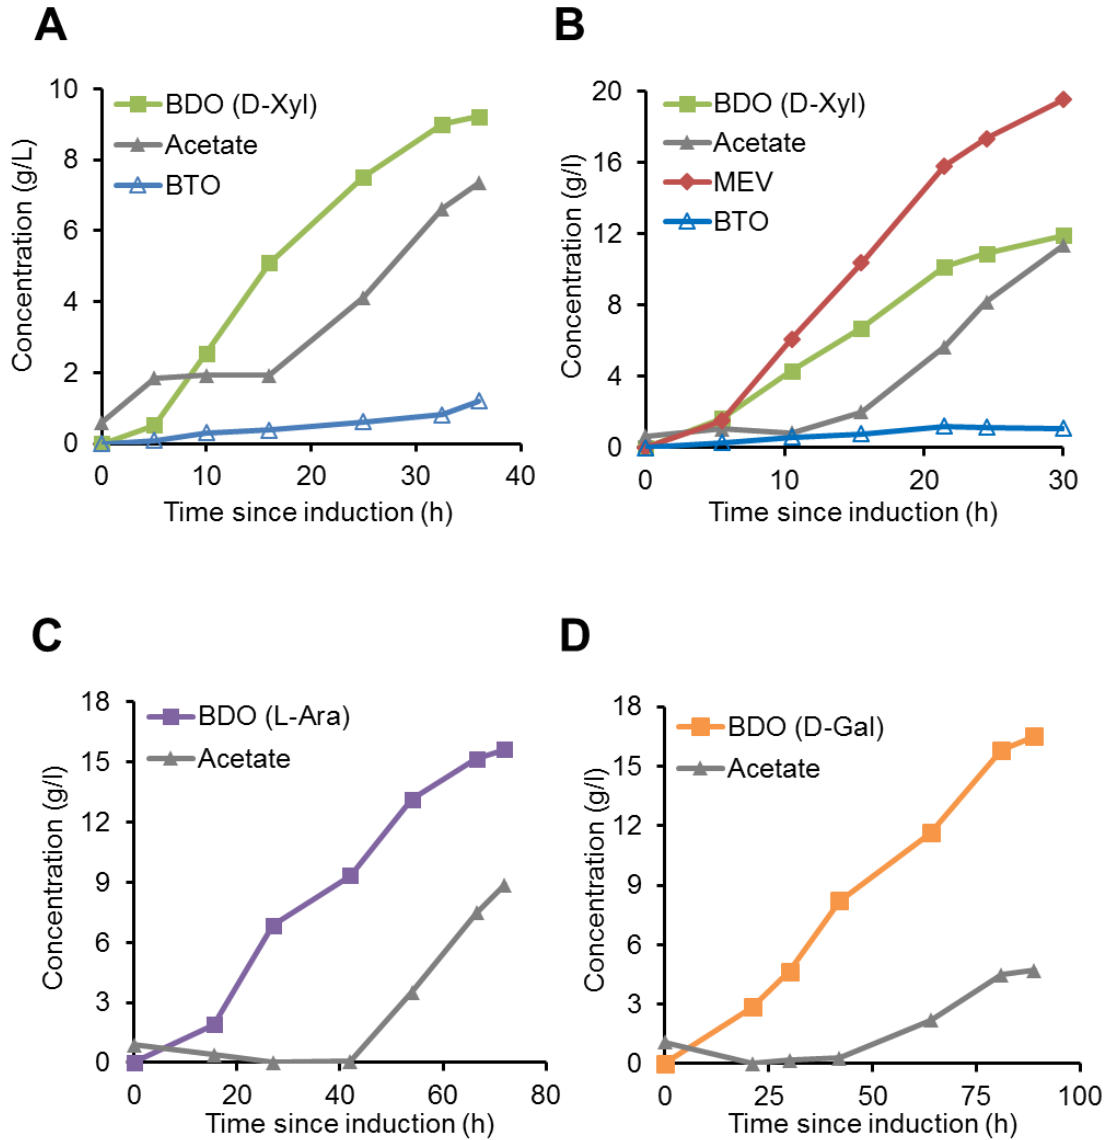 A
Concentration (g/L)
10
8
6
4
2
0
BDO (D-Xyl)
Acetate
BTO
0 10 20 30 40
Time since induction (h)
B
Concentration (g/l)
20
16
12
8
4
0
BDO (D-Xyl)
Acetate
MEV
BTO
0 10 20 30
Time since induction (h)
C
Concentration (g/l)
18
15
12
9
6
3
0
BDO (L-Ara)
Acetate
0 20 40 60 80
Time since induction (h)
D
Concentration (g/l)
18
15
12
9
6
3
0
BDO (D-Gal)
Acetate
0 25 50 75 100
Time since induction (h)